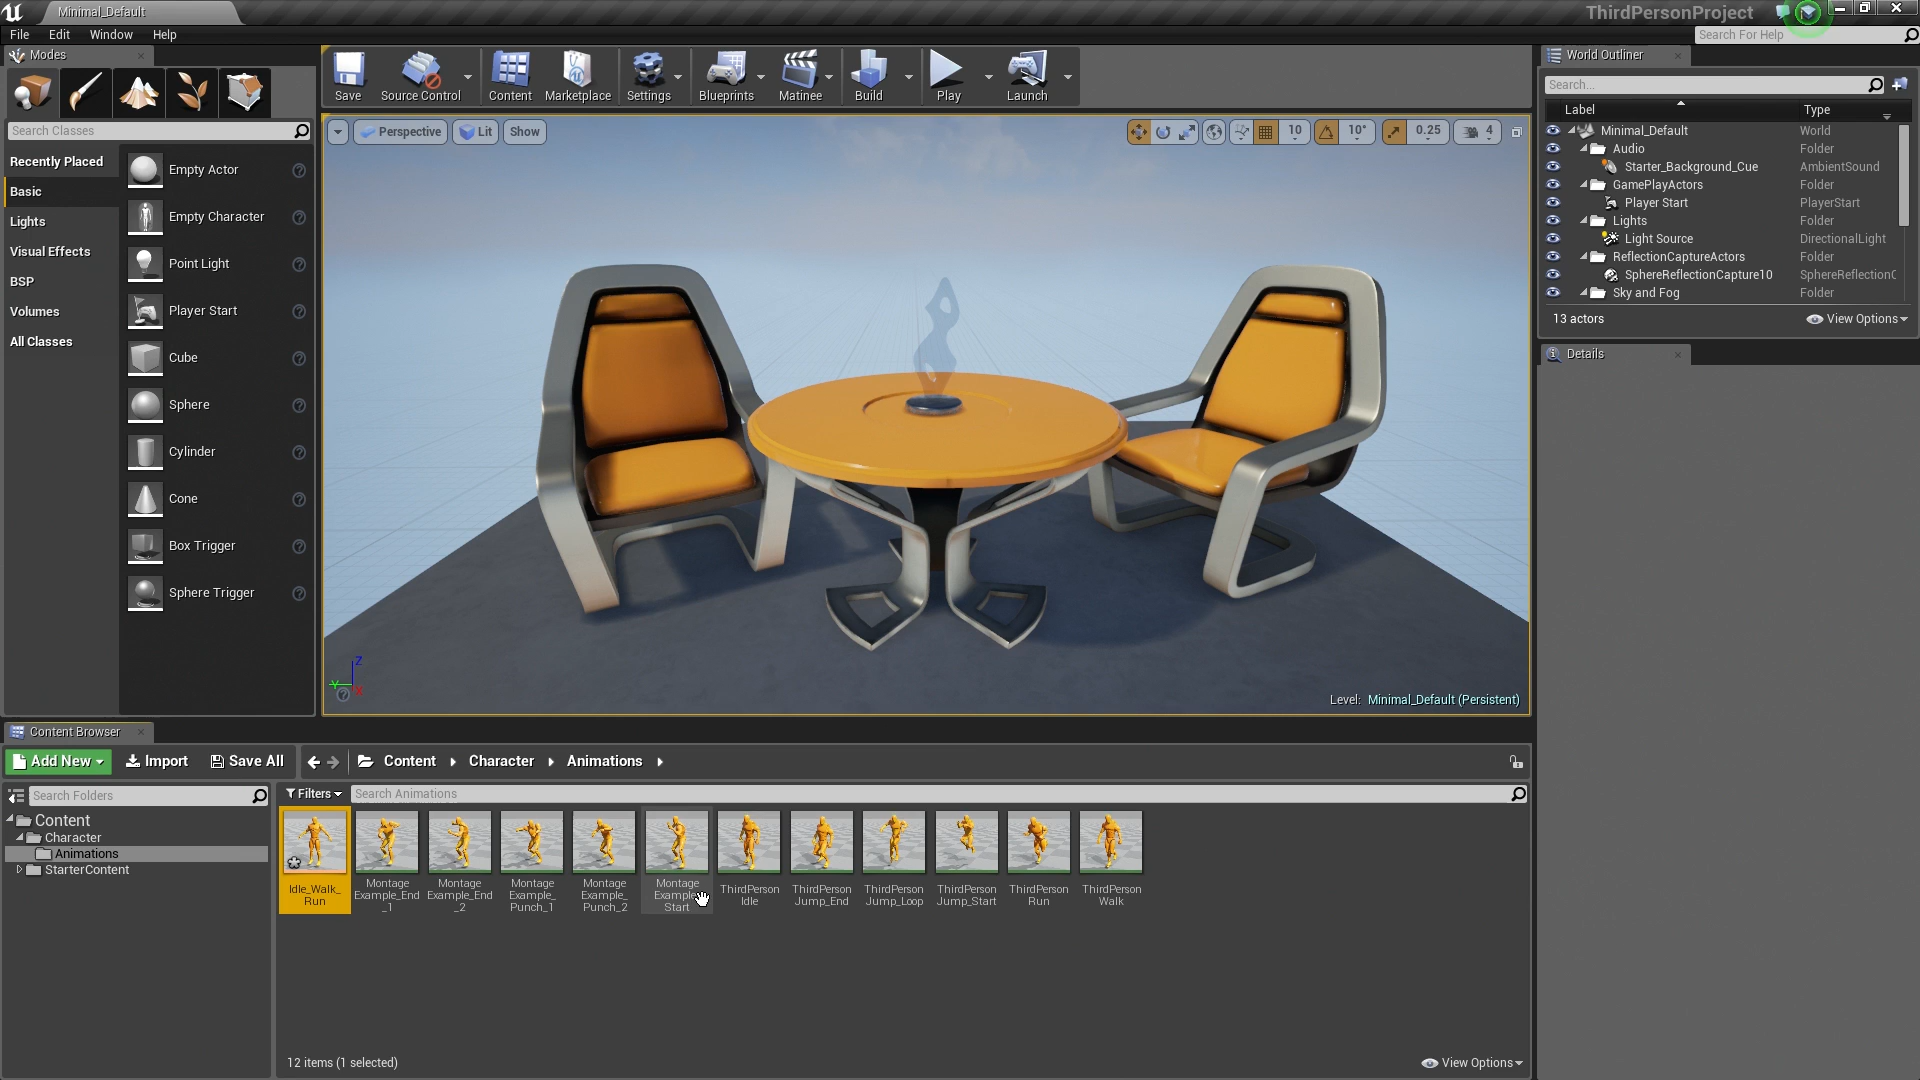 Minimal_Default
ThirdPersonProject
File Edit Window Help
Search For Help
Modes
Search Classes
Recently Placed
Basic
Lights
Visual Effects
BSP
Volumes
All Classes
Empty Actor
Empty Character
Point Light
Player Start
Cube
Sphere
Cylinder
Cone
Box Trigger
Sphere Trigger
Save Source Control Content Marketplace Settings Blueprints Matinee Build Play Launch
Perspective Lit Show
10 10° 0.25 4
Z
Y X
Level: Minimal_Default (Persistent)
World Outliner
Search...
Label Type
Minimal_Default World
Audio Folder
Starter_Background_Cue AmbientSound
GamePlayActors Folder
Player Start PlayerStart
Lights Folder
Light Source DirectionalLight
ReflectionCaptureActors Folder
SphereReflectionCapture10 SphereReflectionC
Sky and Fog Folder
13 actors View Options
Details
Content Browser
Add New Import Save All Content Character Animations
Search Folders
Content
Character
Animations
StarterContent
Filters Search Animations
Idle_Walk_
Run
Montage
Example_End
_1
Montage
Example_End
_2
Montage
Example_
Punch_1
Montage
Example_
Punch_2
Montage
Example_
Start
ThirdPerson
Idle
ThirdPerson
Jump_End
ThirdPerson
Jump_Loop
ThirdPerson
Jump_Start
ThirdPerson
Run
ThirdPerson
Walk
12 items (1 selected) View Options